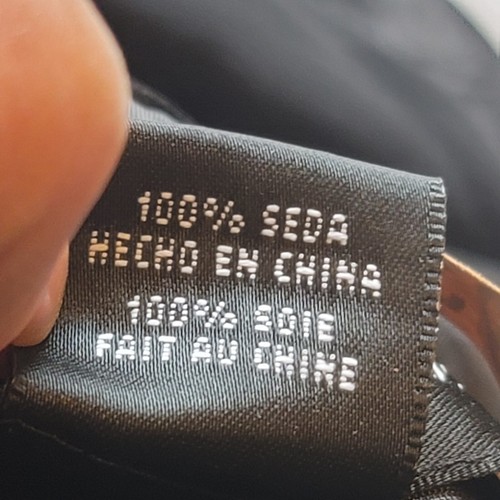 100% SEDA
HECHO EN CHINA
100% SOIE
FAIT AU CHINE